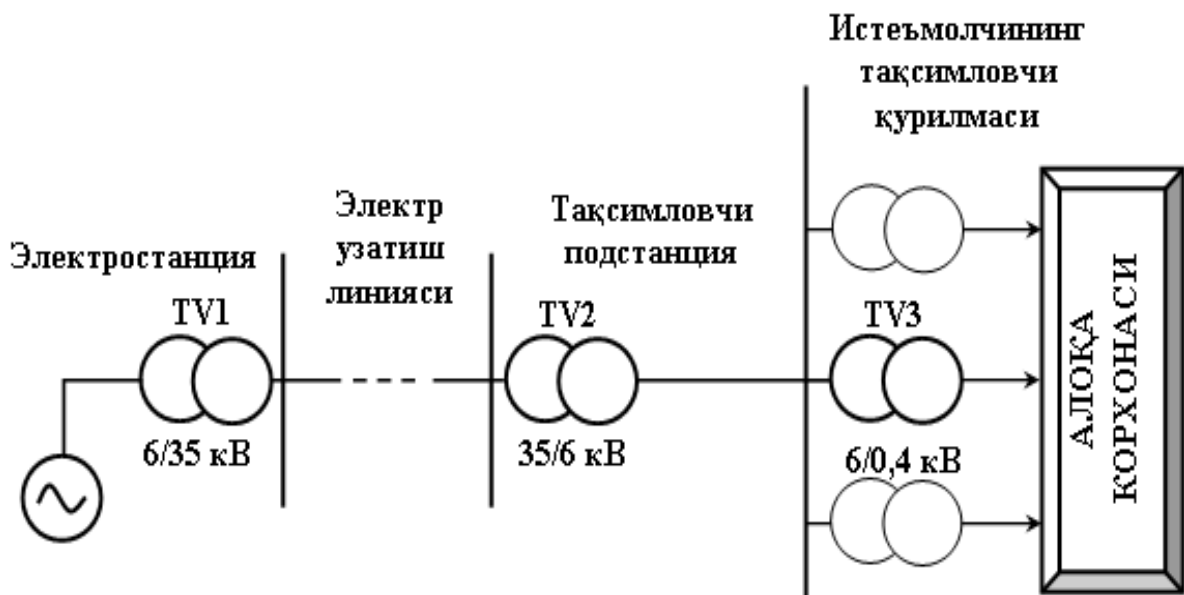 Истеъмолчининг
тақсимловчи
қурилмаси
Электр
узатиш
линияси
Тақсимловчи
подстанция
Электростанция
TV1
TV2
TV3
6/35 кВ
35/6 кВ
6/0,4 кВ
АЛОҚА
КОРХОНАСИ